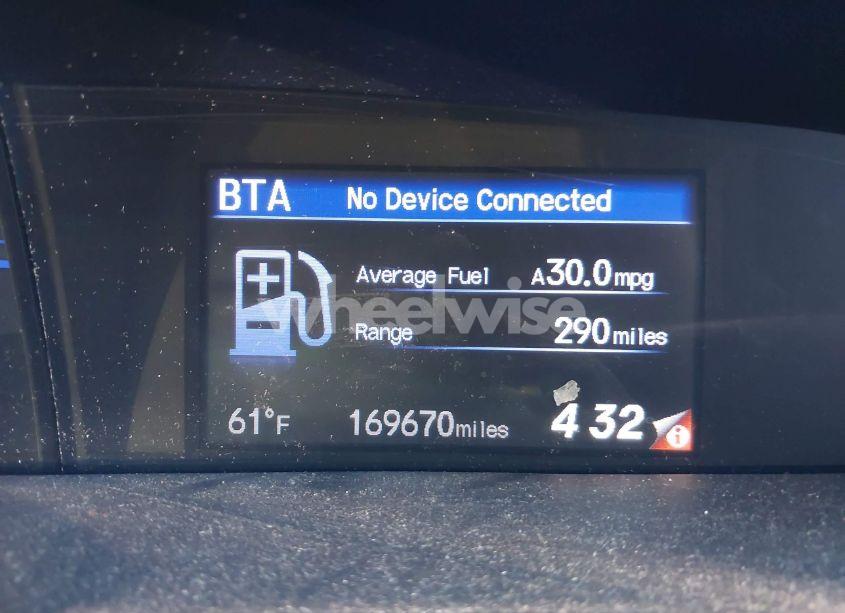 BTA No Device Connected
Average Fuel A30.0mpg
wheelwise
Range 290miles
61°F 169670miles 4 32 i